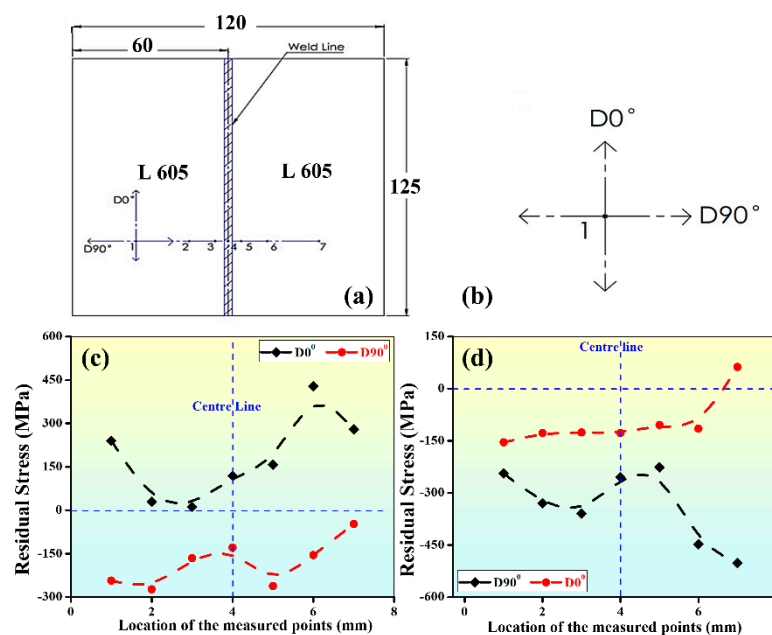 120
60
Weld Line
L 605
L 605
125
D0°
D90°
1
2
3
4
5
6
7
(a)
D0°
D90°
1
(b)
(c)
D0⁰
D90⁰
Centre Line
600
450
300
150
0
-150
-300
0
2
4
6
8
Residual Stress (MPa)
Location of the measured points (mm)
(d)
Centre line
150
0
-150
-300
-450
-600
D90⁰
D0⁰
0
2
4
6
Residual Stress (MPa)
Location of the measured points (mm)